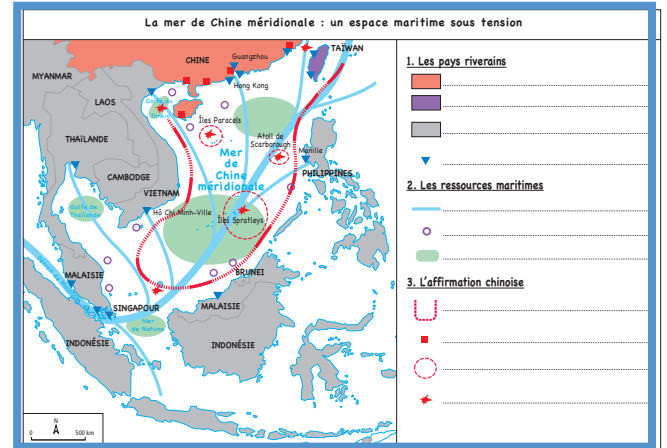 La mer de Chine méridionale : un espace maritime sous tension
TAÏWAN
CHINE
Guangzhou
MYANMAR
Hong Kong
LAOS
Golfe du
Tonkin
Îles Paracels
Atoll de
Scarborough
THAÏLANDE
Mer
de
Chine
méridionale
Manille
CAMBODGE
PHILIPPINES
VIETNAM
Golfe de
Thaïlande
Hô Chi Minh-Ville
Îles Spratleys
BRUNEI
MALAISIE
SINGAPOUR
MALAISIE
Mer
de Natuna
INDONÉSIE
INDONÉSIE
N
0
500 km
1. Les pays riverains
2. Les ressources maritimes
3. L'affirmation chinoise